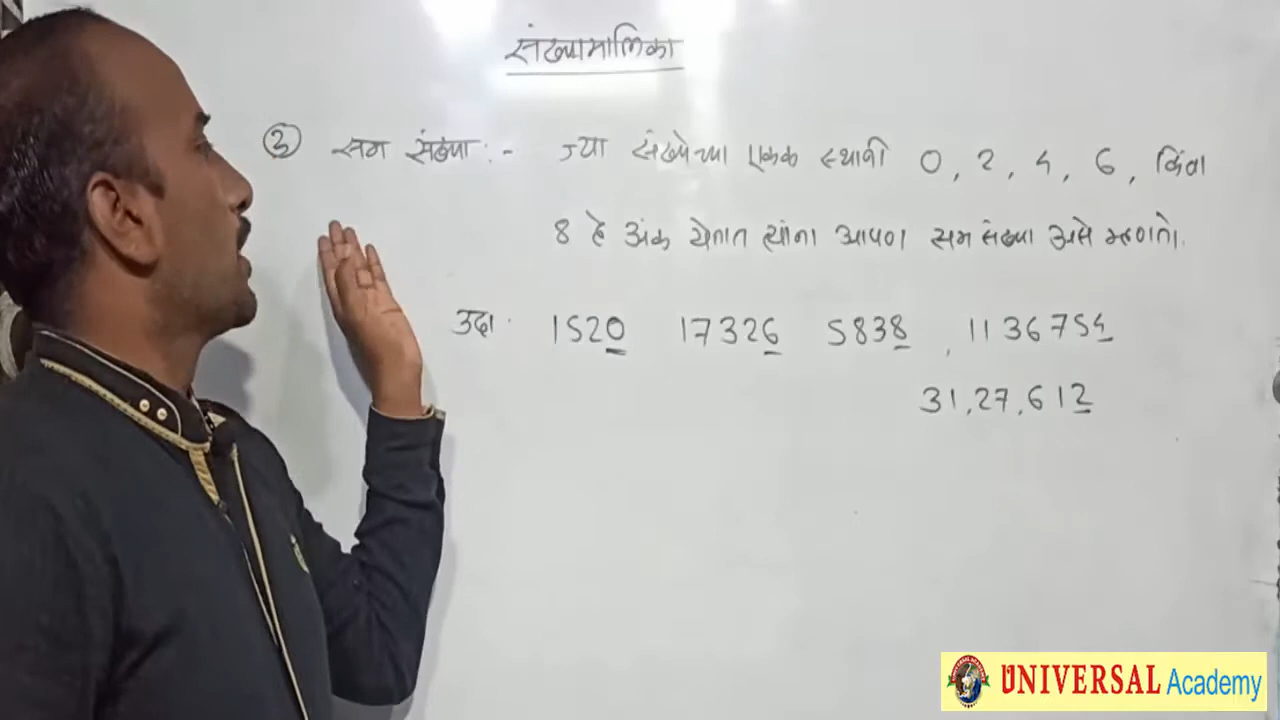 संख्यामालिका
③ सम संख्या :- ज्या संख्येच्या एकक स्थानी 0, 2, 4, 6, किंवा
8 हे अंक येतात त्यांना आपण सम संख्या असे म्हणतो.
उदा. 1520 17326 5838, 1136754
31,27,612
UNIVERSAL Academy